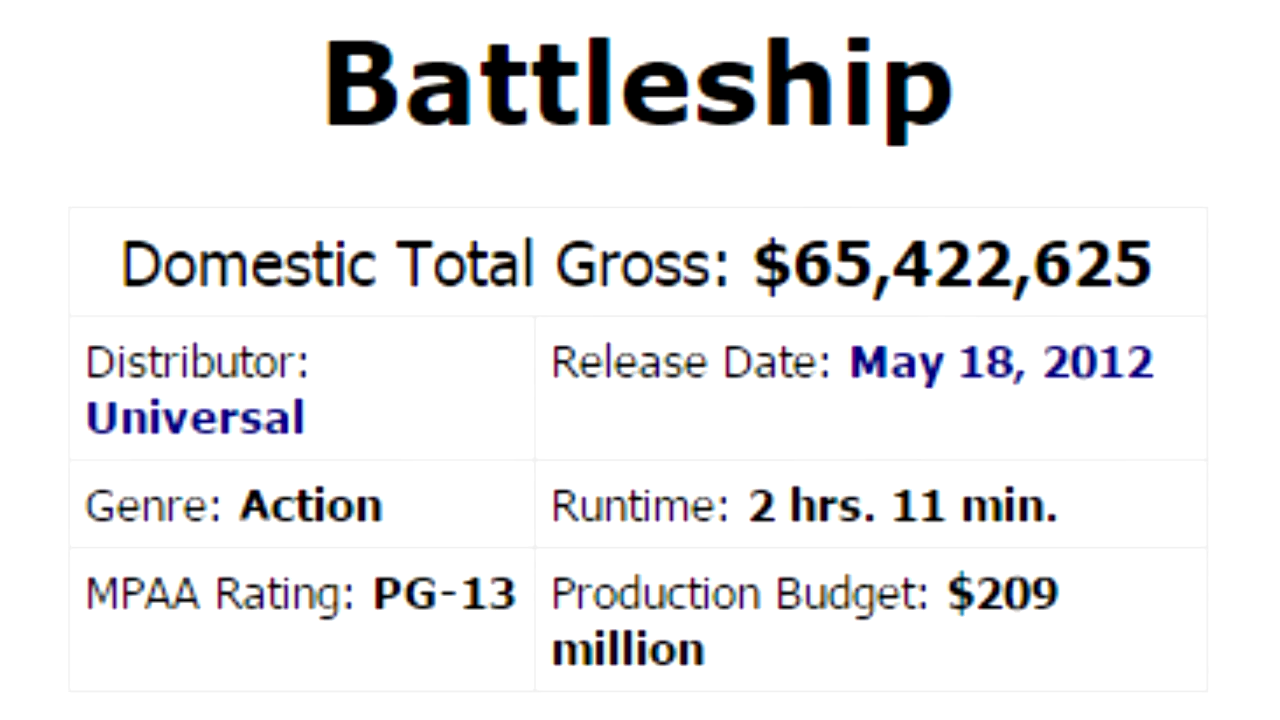 Battleship
Domestic Total Gross: $65,422,625
Distributor:
Universal
Release Date: May 18, 2012
Genre: Action
Runtime: 2 hrs. 11 min.
MPAA Rating: PG-13
Production Budget: $209
million